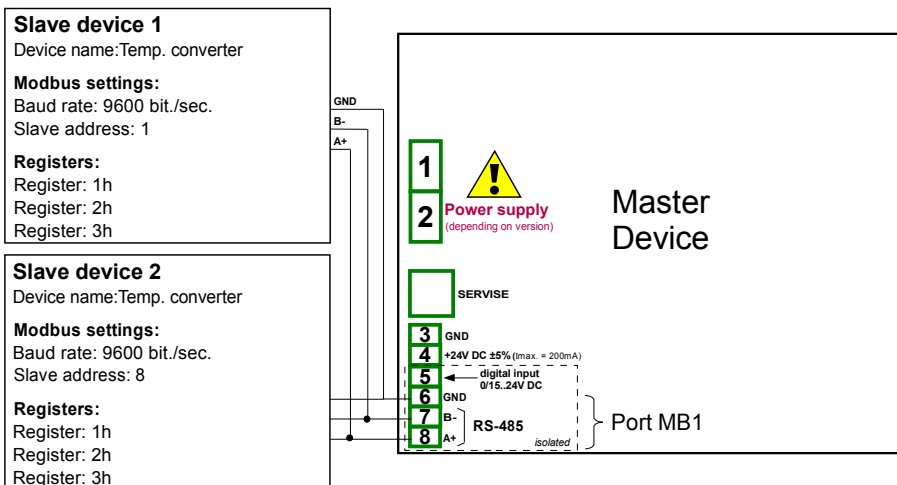 Slave device 1
Device name:Temp. converter
Modbus settings:
Baud rate: 9600 bit./sec.
Slave address: 1
Registers:
Register: 1h
Register: 2h
Register: 3h
Slave device 2
Device name:Temp. converter
Modbus settings:
Baud rate: 9600 bit./sec.
Slave address: 8
Registers:
Register: 1h
Register: 2h
Register: 3h
GND
B-
A+
1
2
!
Power supply
(depending on version)
Master
Device
SERVISE
3 GND
4 +24V DC ±5% (Imax. = 200mA)
5 digital input
0/15..24V DC
6 GND
7 B-
8 A+
RS-485
isolated
Port MB1